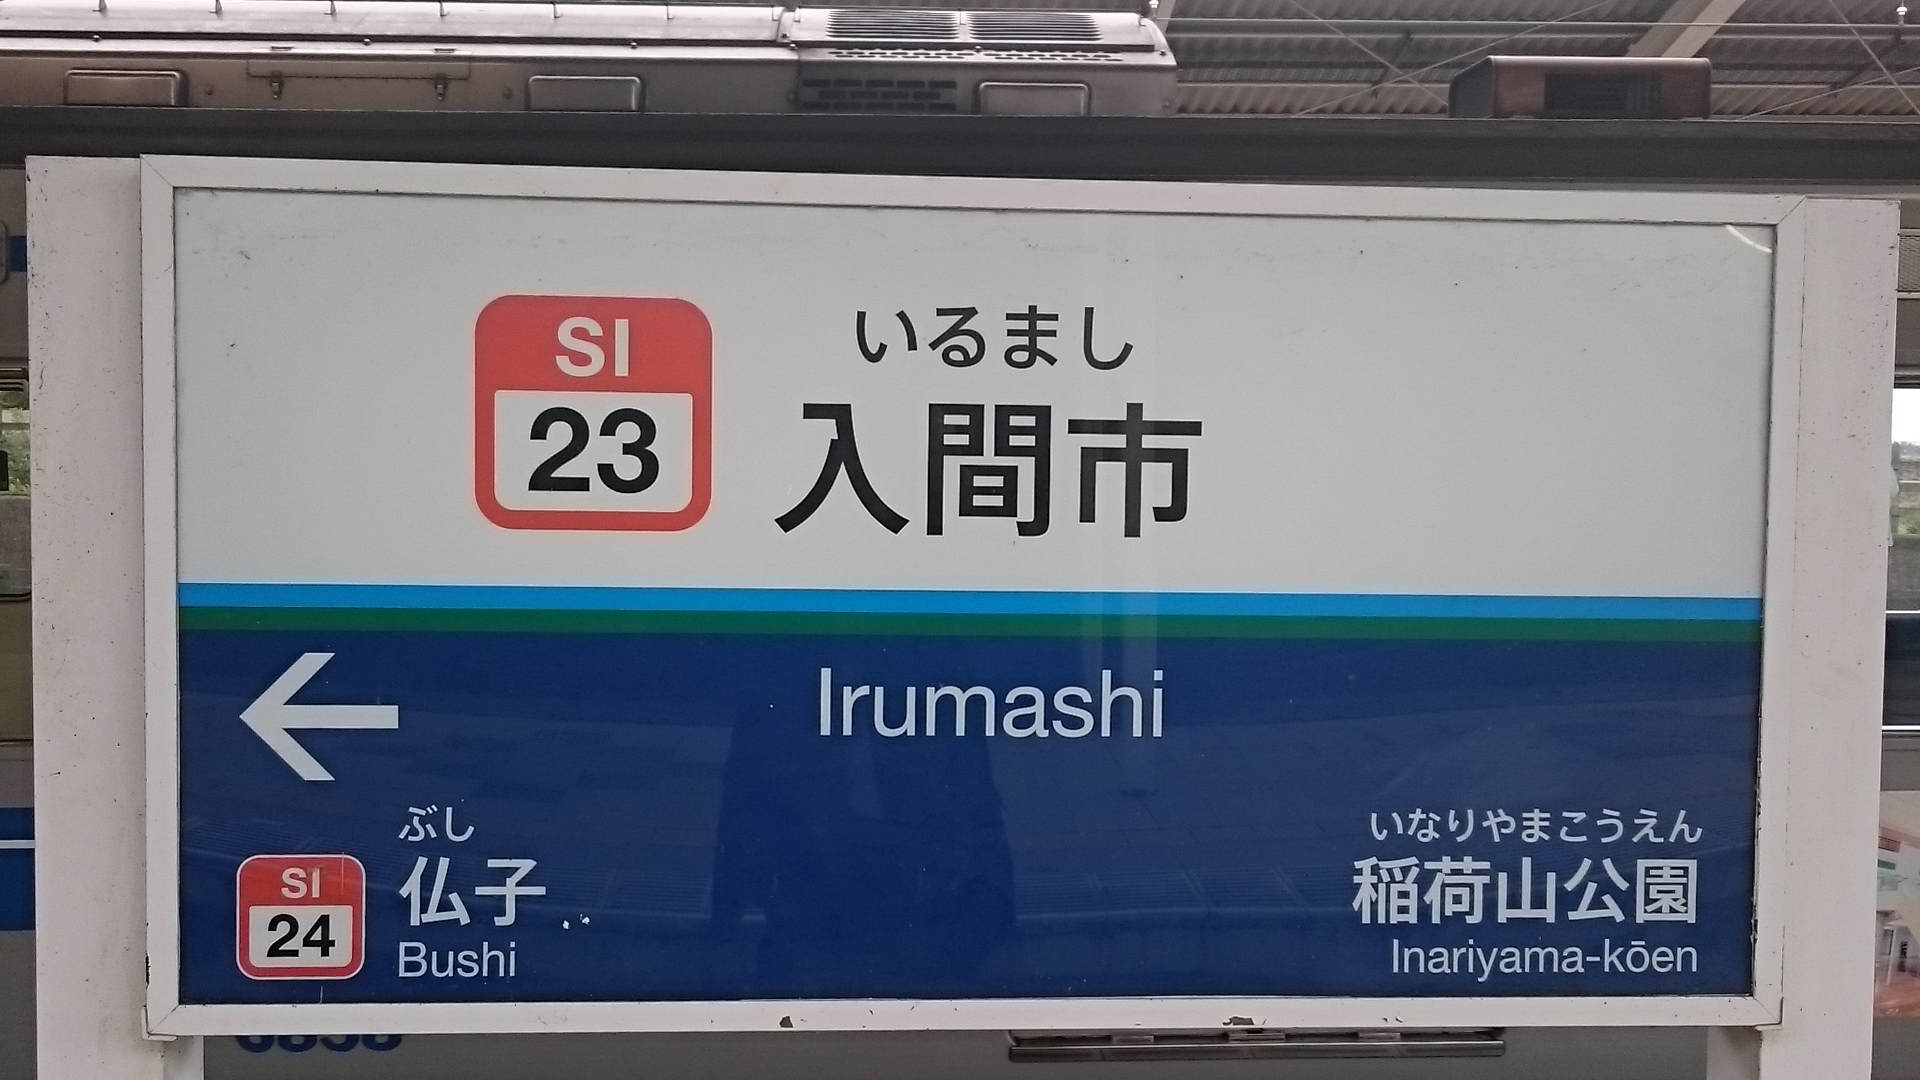 SI
23
いるまし
入間市
Irumashi
ぶし
SI
24
仏子
Bushi
いなりやまこうえん
稲荷山公園
Inariyama-kōen